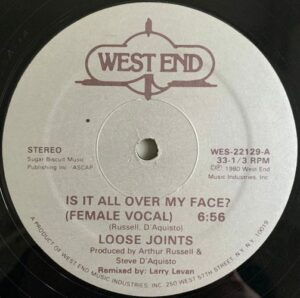 WEST END
STEREO
Sugar Biscuit Music
Publishing Inc - ASCAP
WES-22129-A
33-1/3 RPM
℗ 1980 West End
Music Industries, Inc.
IS IT ALL OVER MY FACE?
(FEMALE VOCAL) 6:56
(Russell, D'Aquisto)
LOOSE JOINTS
Produced by Arthur Russell &
Steve D'Aquisto
Remixed by: Larry Levan
A PRODUCT OF WEST END MUSIC INDUSTRIES, INC. 250 WEST 57TH STREET, N.Y., N.Y. 10019